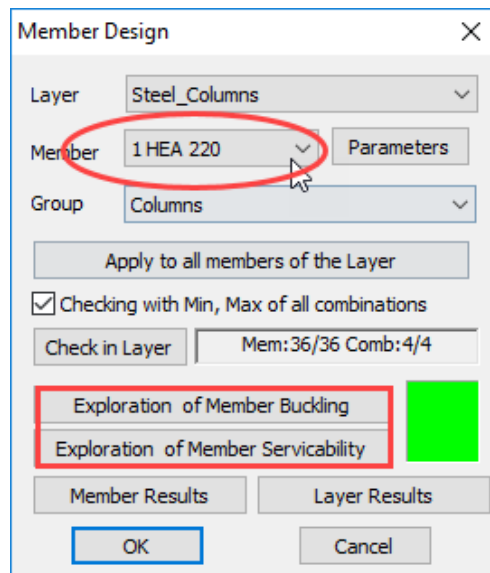 Member Design
Layer Steel_Columns
Member 1 HEA 220 Parameters
Group Columns
Apply to all members of the Layer
Checking with Min, Max of all combinations
Check in Layer Mem:36/36 Comb:4/4
Exploration of Member Buckling
Exploration of Member Servicability
Member Results Layer Results
OK Cancel